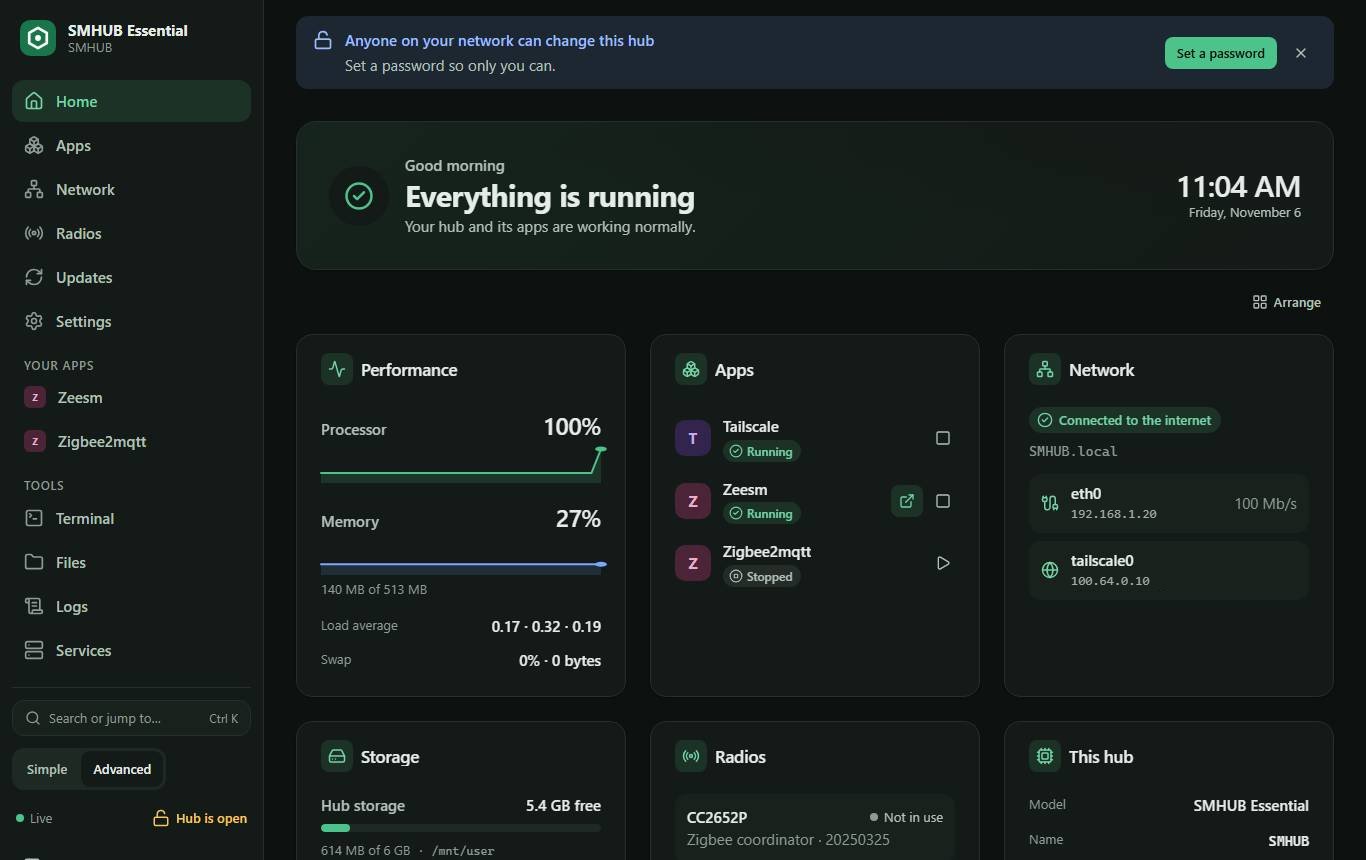 SMHUB Essential
SMHUB
Home
Apps
Network
Radios
Updates
Settings
YOUR APPS
Z Zeesm
Z Zigbee2mqtt
TOOLS
Terminal
Files
Logs
Services
Search or jump to... Ctrl K
Simple Advanced
Live Hub is open
Anyone on your network can change this hub
Set a password so only you can.
Set a password
Good morning
Everything is running
Your hub and its apps are working normally.
11:04 AM
Friday, November 6
Arrange
Performance
Processor 100%
Memory 27%
140 MB of 513 MB
Load average 0.17 · 0.32 · 0.19
Swap 0% · 0 bytes
Apps
T Tailscale
Running
Z Zeesm
Running
Z Zigbee2mqtt
Stopped
Network
Connected to the internet
SMHUB.local
eth0
192.168.1.20
100 Mb/s
tailscale0
100.64.0.10
Storage
Hub storage 5.4 GB free
614 MB of 6 GB · /mnt/user
Radios
CC2652P Not in use
Zigbee coordinator · 20250325
This hub
Model SMHUB Essential
Name SMHUB